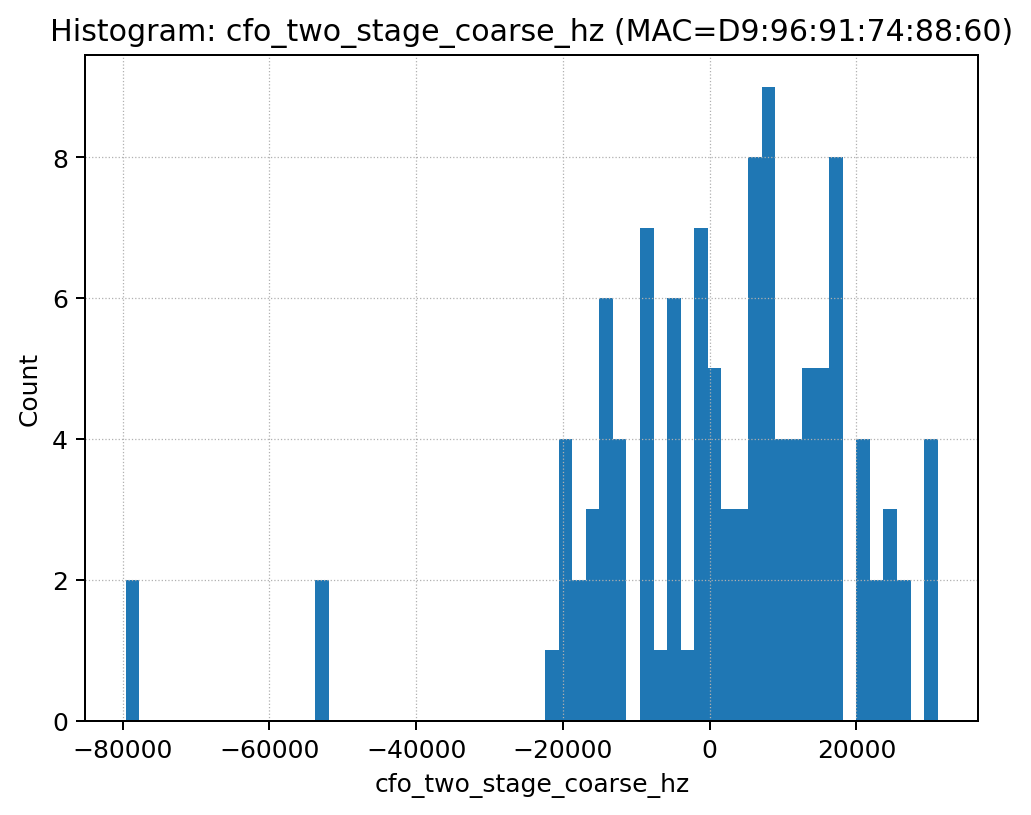 Histogram: cfo_two_stage_coarse_hz (MAC=D9:96:91:74:88:60)
8
6
4
2
0
Count
−80000 −60000 −40000 −20000 0 20000
cfo_two_stage_coarse_hz